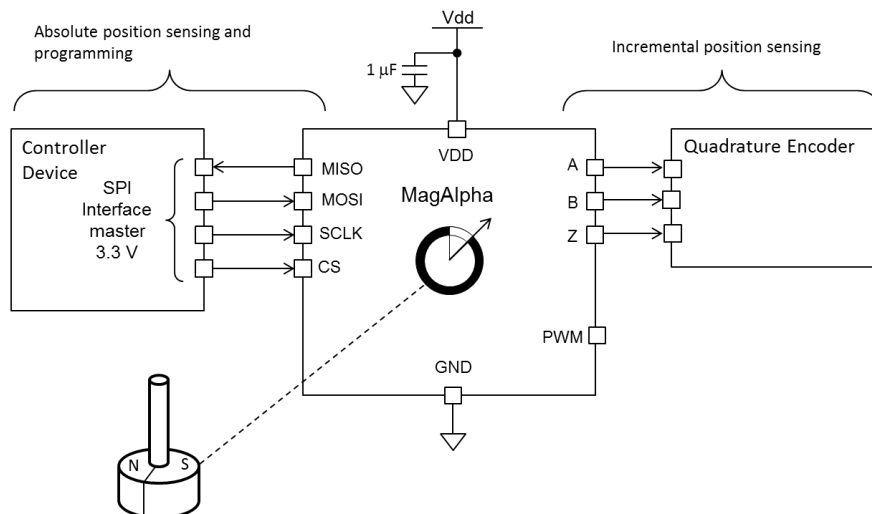 Absolute position sensing and
programming
Vdd
1 µF
Incremental position sensing
Controller
Device
SPI
Interface
master
3.3 V
MISO
MOSI
SCLK
CS
VDD
MagAlpha
A
B
Z
PWM
GND
Quadrature Encoder
N
S